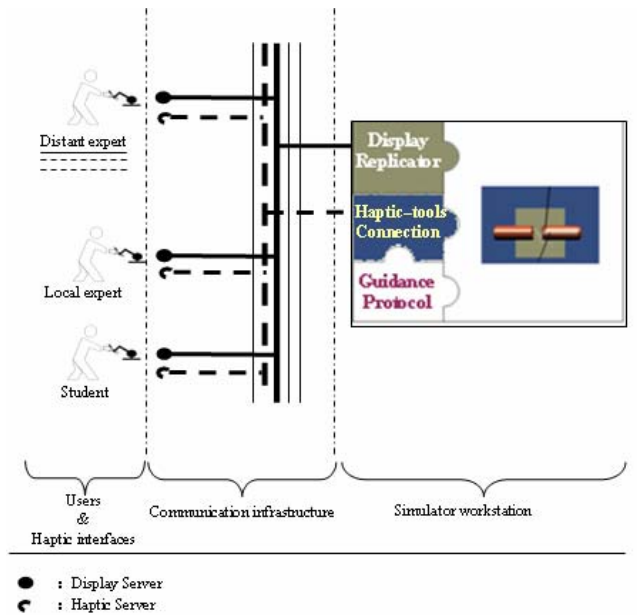 Distant expert
Local expert
Student
Display
Replicator
Haptic-tools
Connection
Guidance
Protocol
Users
&
Haptic interfaces
Communication infrastructure
Simulator workstation
: Display Server
: Haptic Server